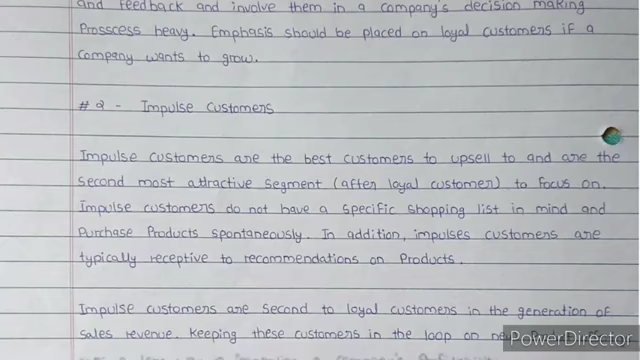 and feedback and involve them in a company's decision making
Prosscess heavy. Emphasis should be placed on loyal customers if a
company wants to grow.
#2 - Impulse Customers
Impulse customers are the best customers to upsell to and are the
second most attractive segment (after loyal customer) to focus on.
Impulse customers do not have a specific shopping list in mind and
Purchase Products spontaneously. In addition, impulses customers are
typically receptive to recommendations on Products.
Impulse customers are second to loyal customers in the generation of
sales revenue. Keeping these customers in the loop on new
PowerDirector